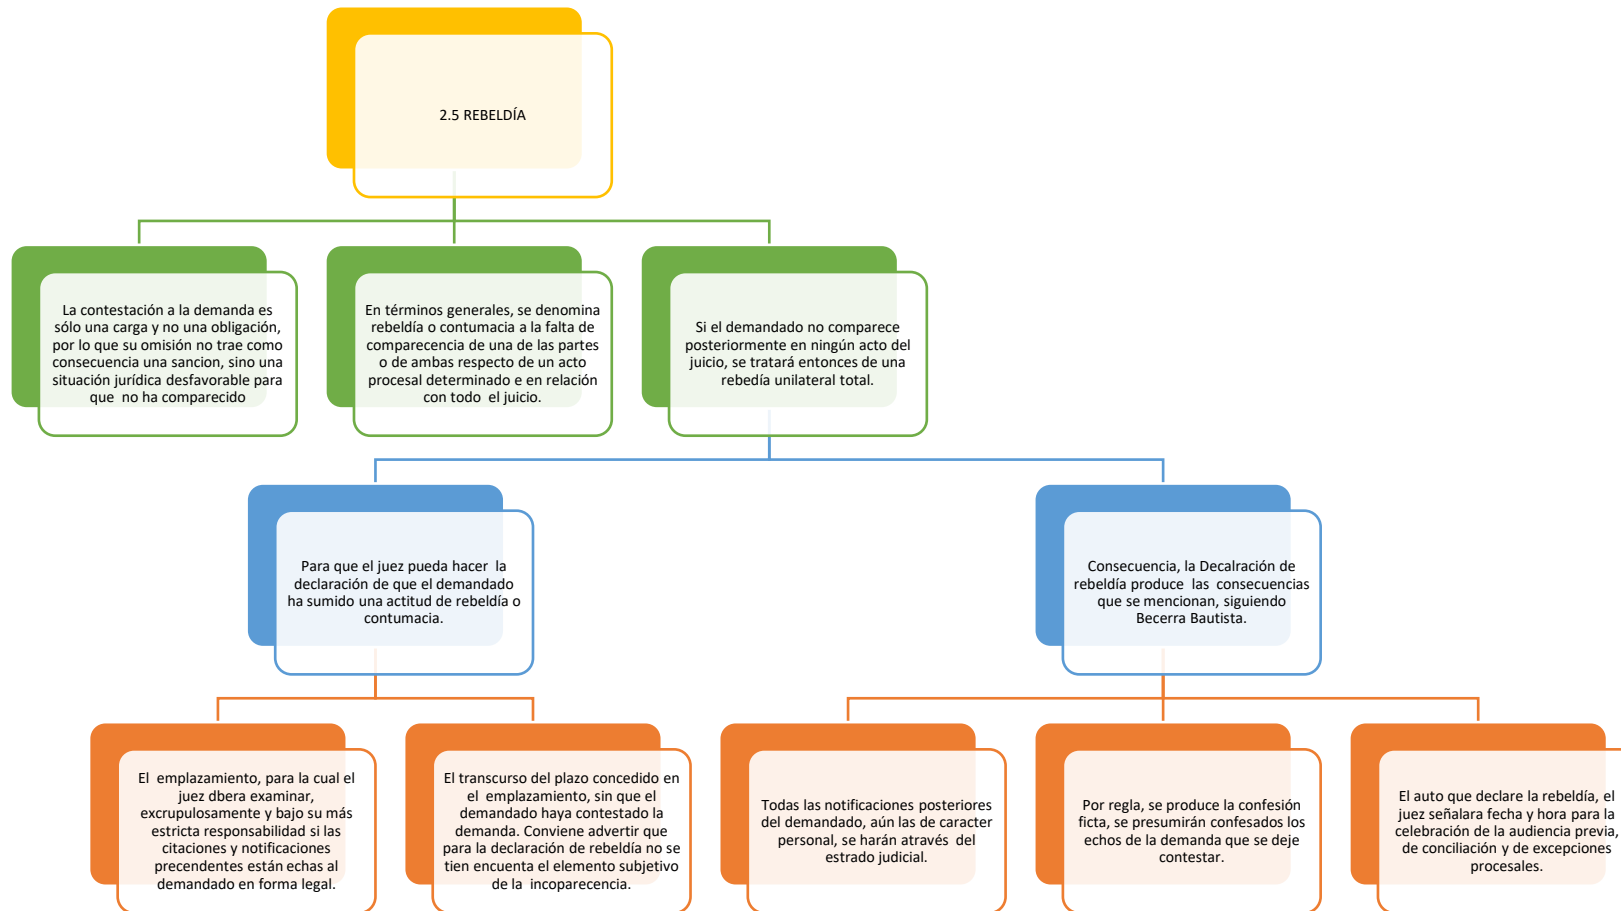 2.5 REBELDÍA
La contestación a la demanda es
sólo una carga y no una obligación,
por lo que su omisión no trae como
consecuencia una sancion, sino una
situación jurídica desfavorable para
que no ha comparecido
En términos generales, se denomina
rebeldía o contumacia a la falta de
comparecencia de una de las partes
o de ambas respecto de un acto
procesal determinado e en relación
con todo el juicio.
Si el demandado no comparece
posteriormente en ningún acto del
juicio, se tratará entonces de una
rebedía unilateral total.
Para que el juez pueda hacer la
declaración de que el demandado
ha sumido una actitud de rebeldía o
contumacia.
Consecuencia, la Decalración de
rebeldía produce las consecuencias
que se mencionan, siguiendo
Becerra Bautista.
El emplazamiento, para la cual el
juez dbera examinar,
excrupulosamente y bajo su más
estricta responsabilidad si las
citaciones y notificaciones
precendentes están echas al
demandado en forma legal.
El transcurso del plazo concedido en
el emplazamiento, sin que el
demandado haya contestado la
demanda. Conviene advertir que
para la declaración de rebeldía no se
tien encuenta el elemento subjetivo
de la incoparecencia.
Todas las notificaciones posteriores
del demandado, aún las de caracter
personal, se harán através del
estrado judicial.
Por regla, se produce la confesión
ficta, se presumirán confesados los
echos de la demanda que se deje
contestar.
El auto que declare la rebeldía, el
juez señalara fecha y hora para la
celebración de la audiencia previa,
de conciliación y de excepciones
procesales.